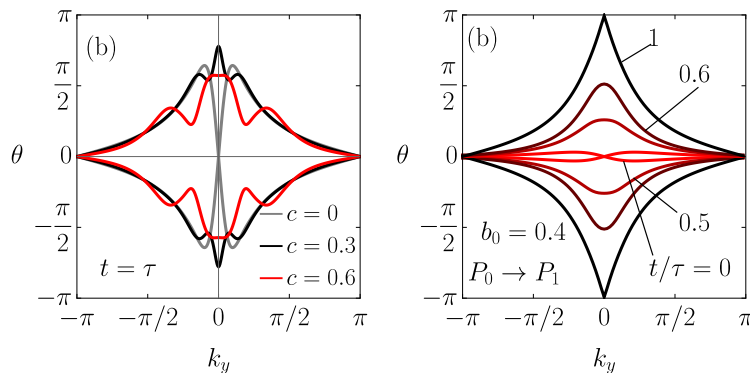 (b)
π
π/2
θ
0
−π/2
−π
c = 0
c = 0.3
c = 0.6
t = τ
−π
−π/2
0
π/2
π
k_y
(b)
π
π/2
θ
0
−π/2
−π
1
0.6
0.5
b_0 = 0.4
t/τ = 0
P_0 → P_1
−π
−π/2
0
π/2
π
k_y